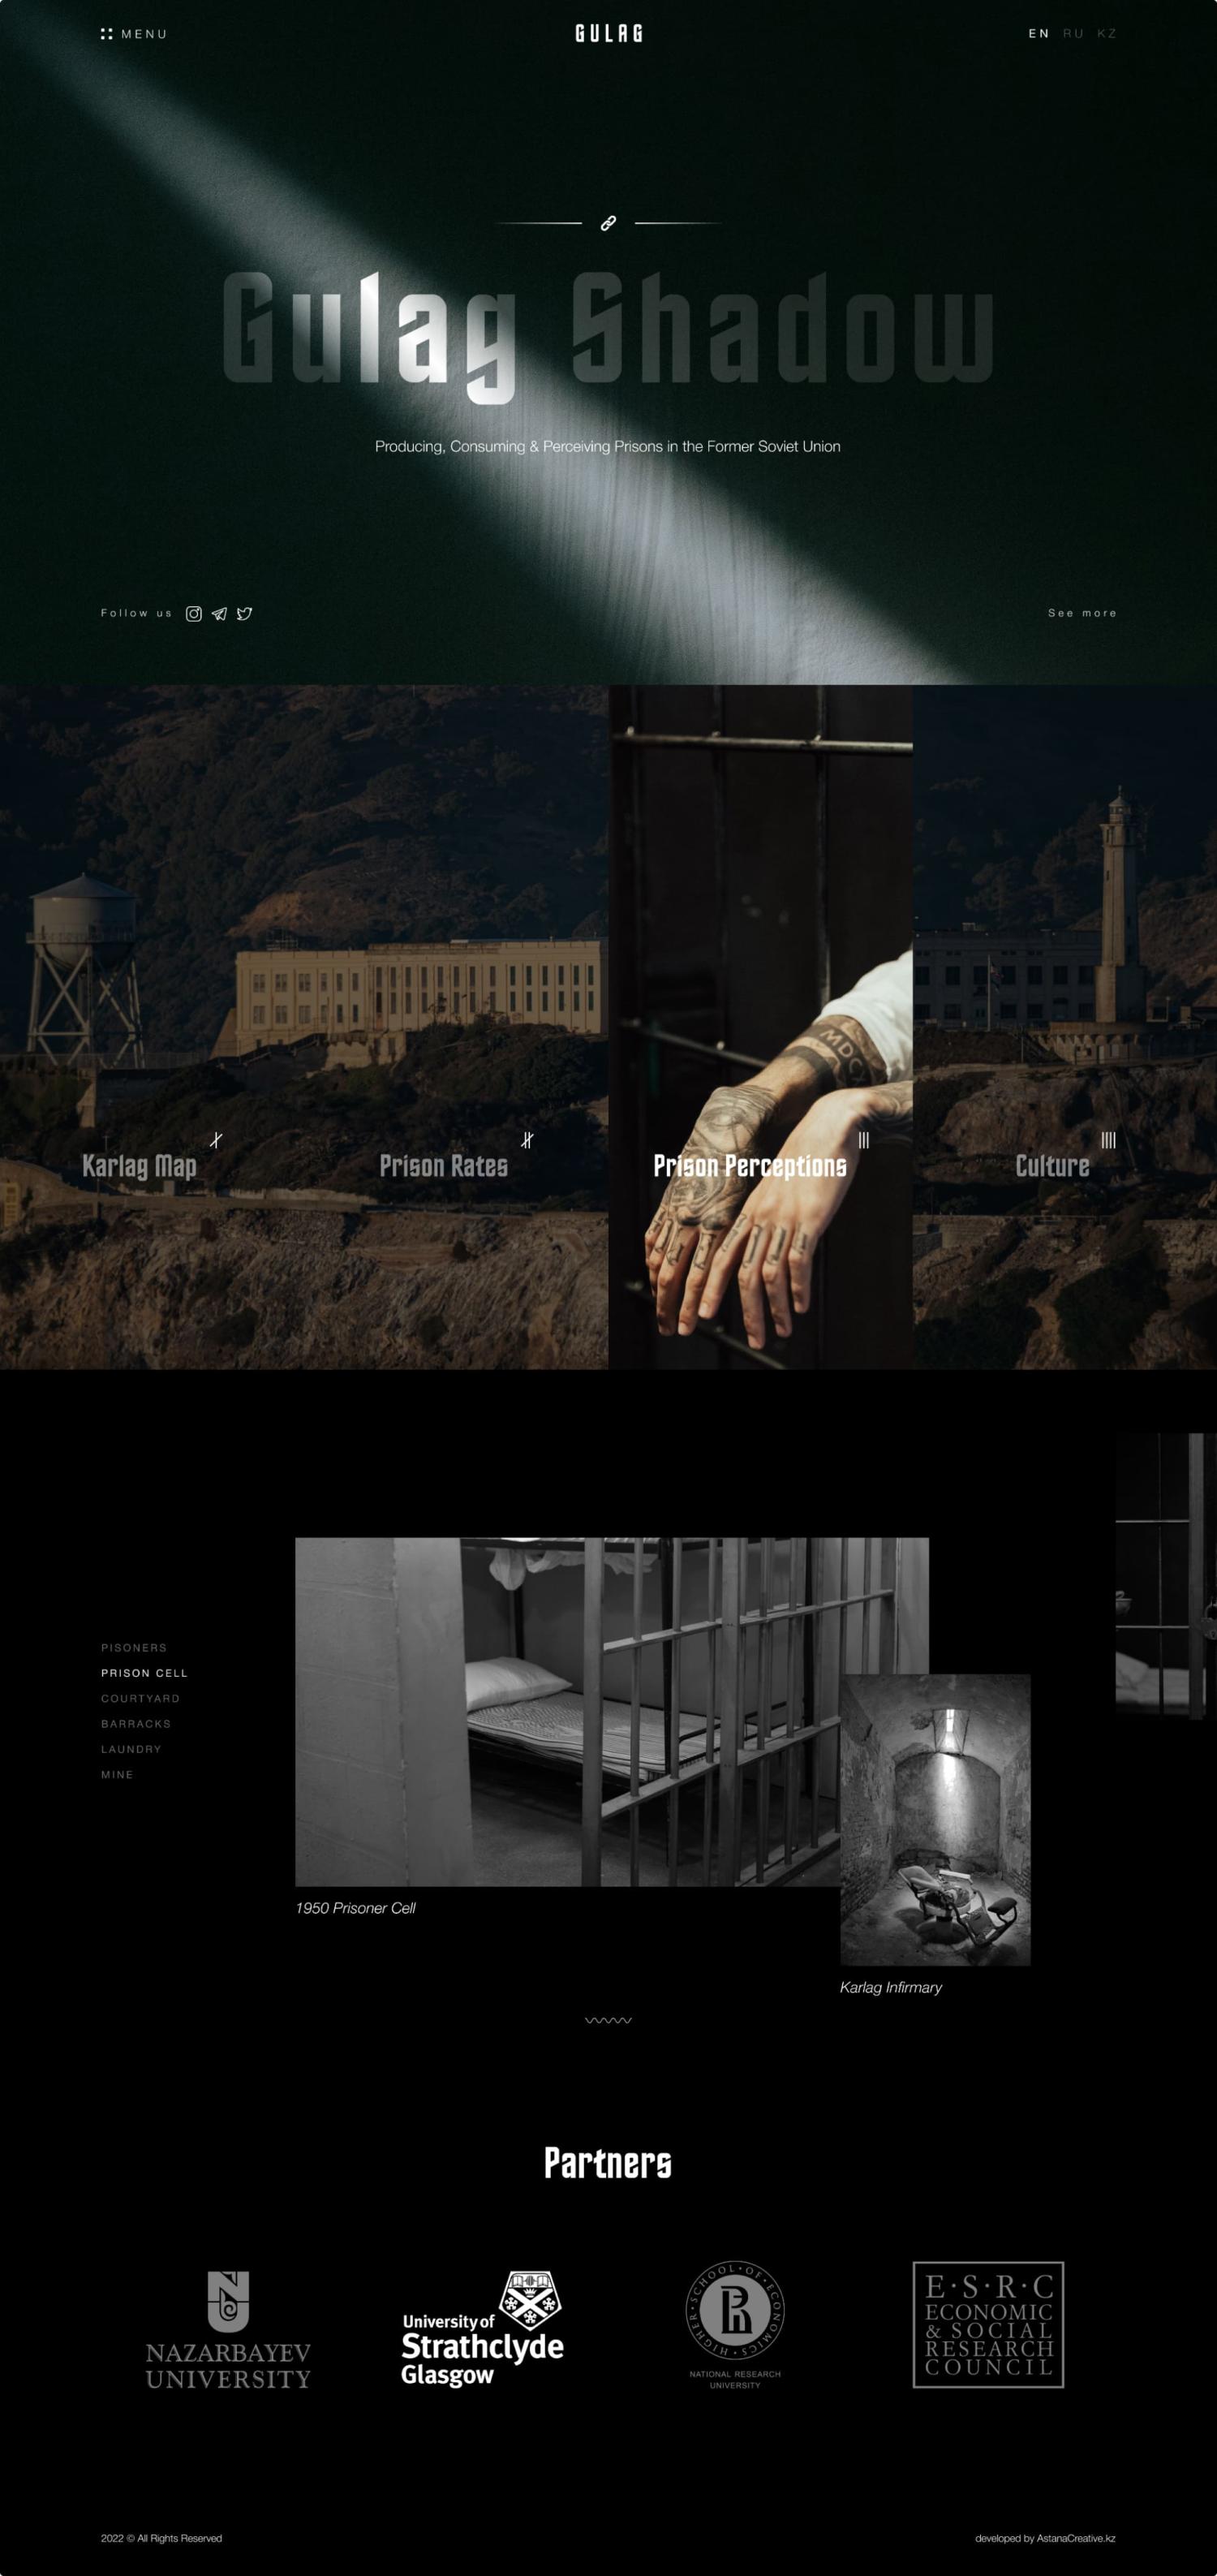 MENU
GULAG
EN RU KZ
Gulag Shadow
Producing, Consuming & Perceiving Prisons in the Former Soviet Union
Follow us
See more
Karlag Map
Prison Rates
Prison Perceptions
Culture
MDCX
PISONERS
PRISON CELL
COURTYARD
BARRACKS
LAUNDRY
MINE
1950 Prisoner Cell
Karlag Infirmary
Partners
NAZARBAYEV
UNIVERSITY
University of
Strathclyde
Glasgow
HIGHER · SCHOOL · OF · ECONOMICS
NATIONAL RESEARCH
UNIVERSITY
E·S·R·C
ECONOMIC
& SOCIAL
RESEARCH
COUNCIL
2022 © All Rights Reserved
developed by AstanaCreative.kz